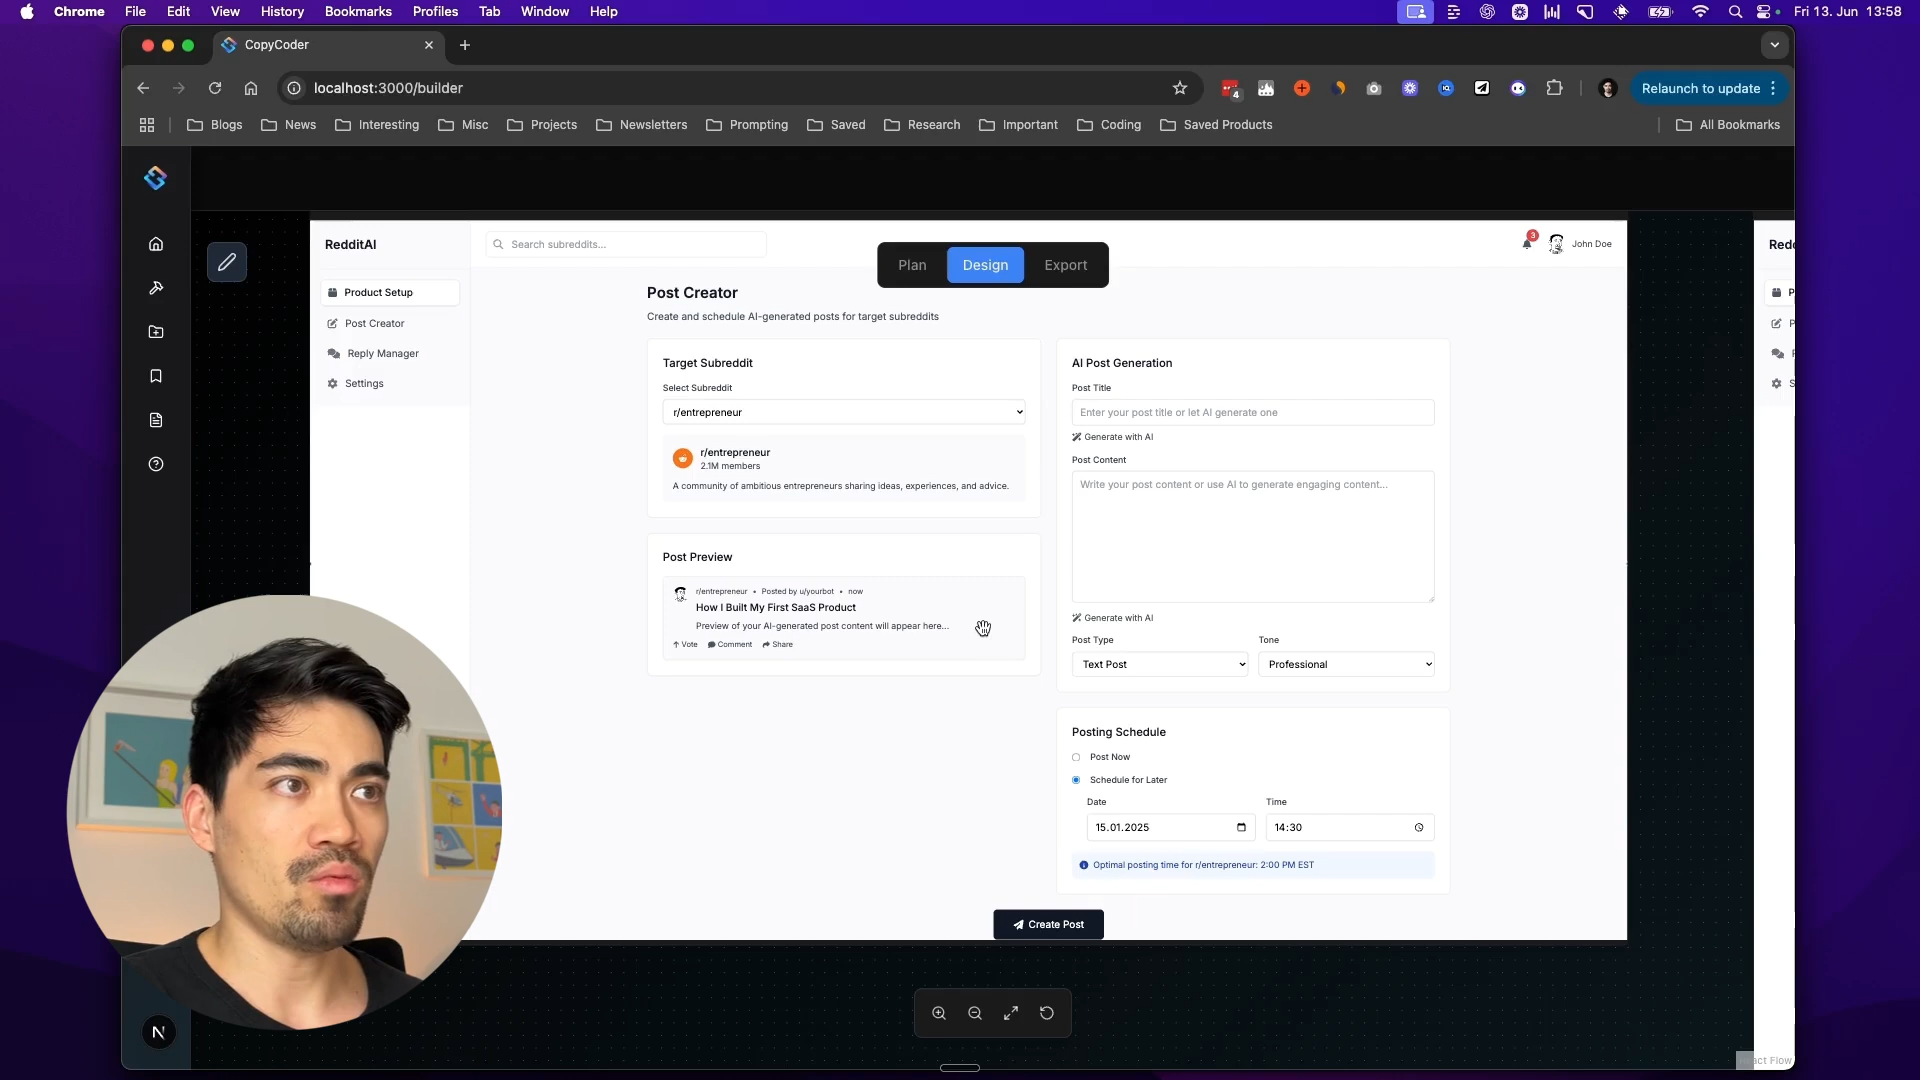 Chrome File Edit View History Bookmarks Profiles Tab Window Help
Fri 13. Jun 13:58
CopyCoder
localhost:3000/builder
4
Relaunch to update
Blogs News Interesting Misc Projects Newsletters Prompting Saved Research Important Coding Saved Products
All Bookmarks
RedditAI
Search subreddits...
3
John Doe
Plan Design Export
Product Setup
Post Creator
Reply Manager
Settings
Post Creator
Create and schedule AI-generated posts for target subreddits
Target Subreddit
Select Subreddit
r/entrepreneur
r/entrepreneur
2.1M members
A community of ambitious entrepreneurs sharing ideas, experiences, and advice.
Post Preview
r/entrepreneur • Posted by u/yourbot • now
How I Built My First SaaS Product
Preview of your AI-generated post content will appear here...
Vote Comment Share
AI Post Generation
Post Title
Enter your post title or let AI generate one
Generate with AI
Post Content
Write your post content or use AI to generate engaging content...
Generate with AI
Post Type Tone
Text Post Professional
Posting Schedule
Post Now
Schedule for Later
Date Time
15.01.2025 14:30
Optimal posting time for r/entrepreneur: 2:00 PM EST
Create Post
N
Flow